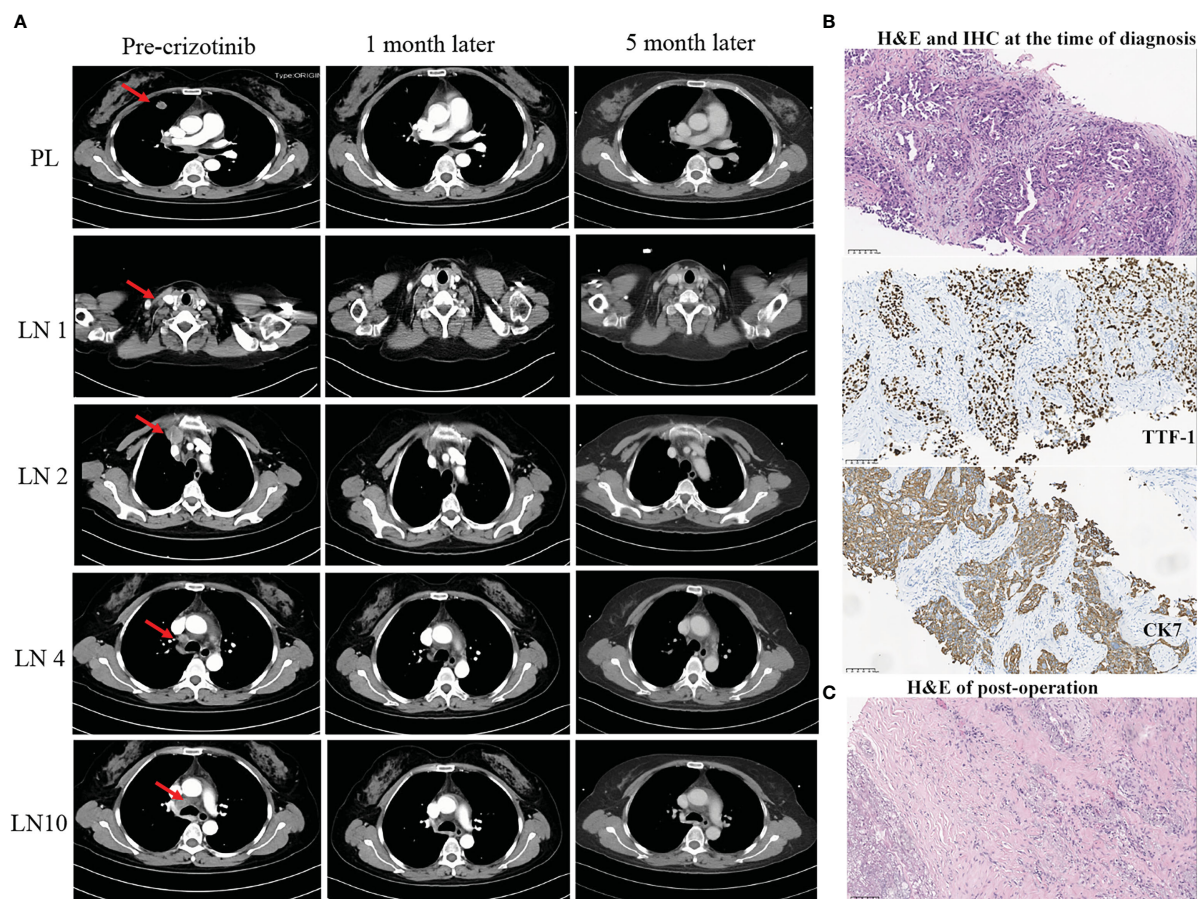 A
Pre-crizotinib
1 month later
5 month later
Type:ORIGIN
PL
LN 1
LN 2
LN 4
LN10
B
H&E and IHC at the time of diagnosis
TTF-1
CK7
C
H&E of post-operation